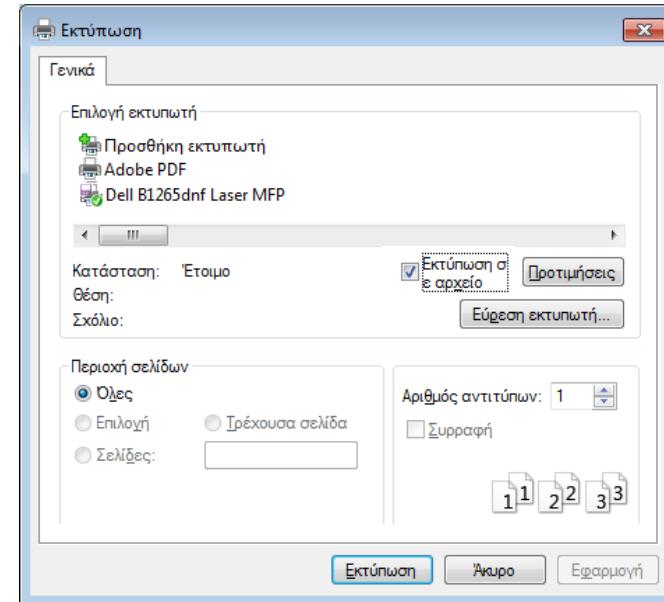 Εκτύπωση
Γενικά
Επιλογή εκτυπωτή
Προσθήκη εκτυπωτή
Adobe PDF
Dell B1265dnf Laser MFP
Κατάσταση: Έτοιμο
Θέση:
Σχόλιο:
Εκτύπωση σ
ε αρχείο
Προτιμήσεις
Εύρεση εκτυπωτή...
Περιοχή σελίδων
Όλες
Επιλογή
Τρέχουσα σελίδα
Σελίδες:
Αριθμός αντιτύπων: 1
Συρραφή
1 1 2 2 3 3
Εκτύπωση
Άκυρο
Εφαρμογή